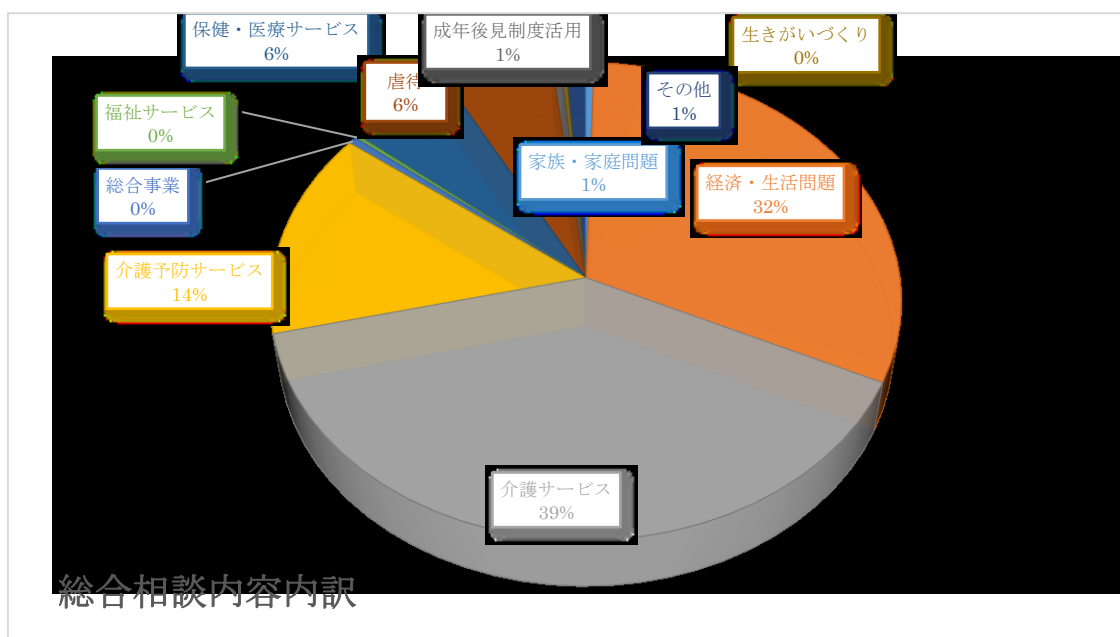 保健・医療サービス
6%
成年後見制度活用
1%
生きがいづくり
0%
虐待
6%
その他
1%
福祉サービス
0%
家族・家庭問題
1%
総合事業
0%
経済・生活問題
32%
介護予防サービス
14%
介護サービス
39%
総合相談内容内訳